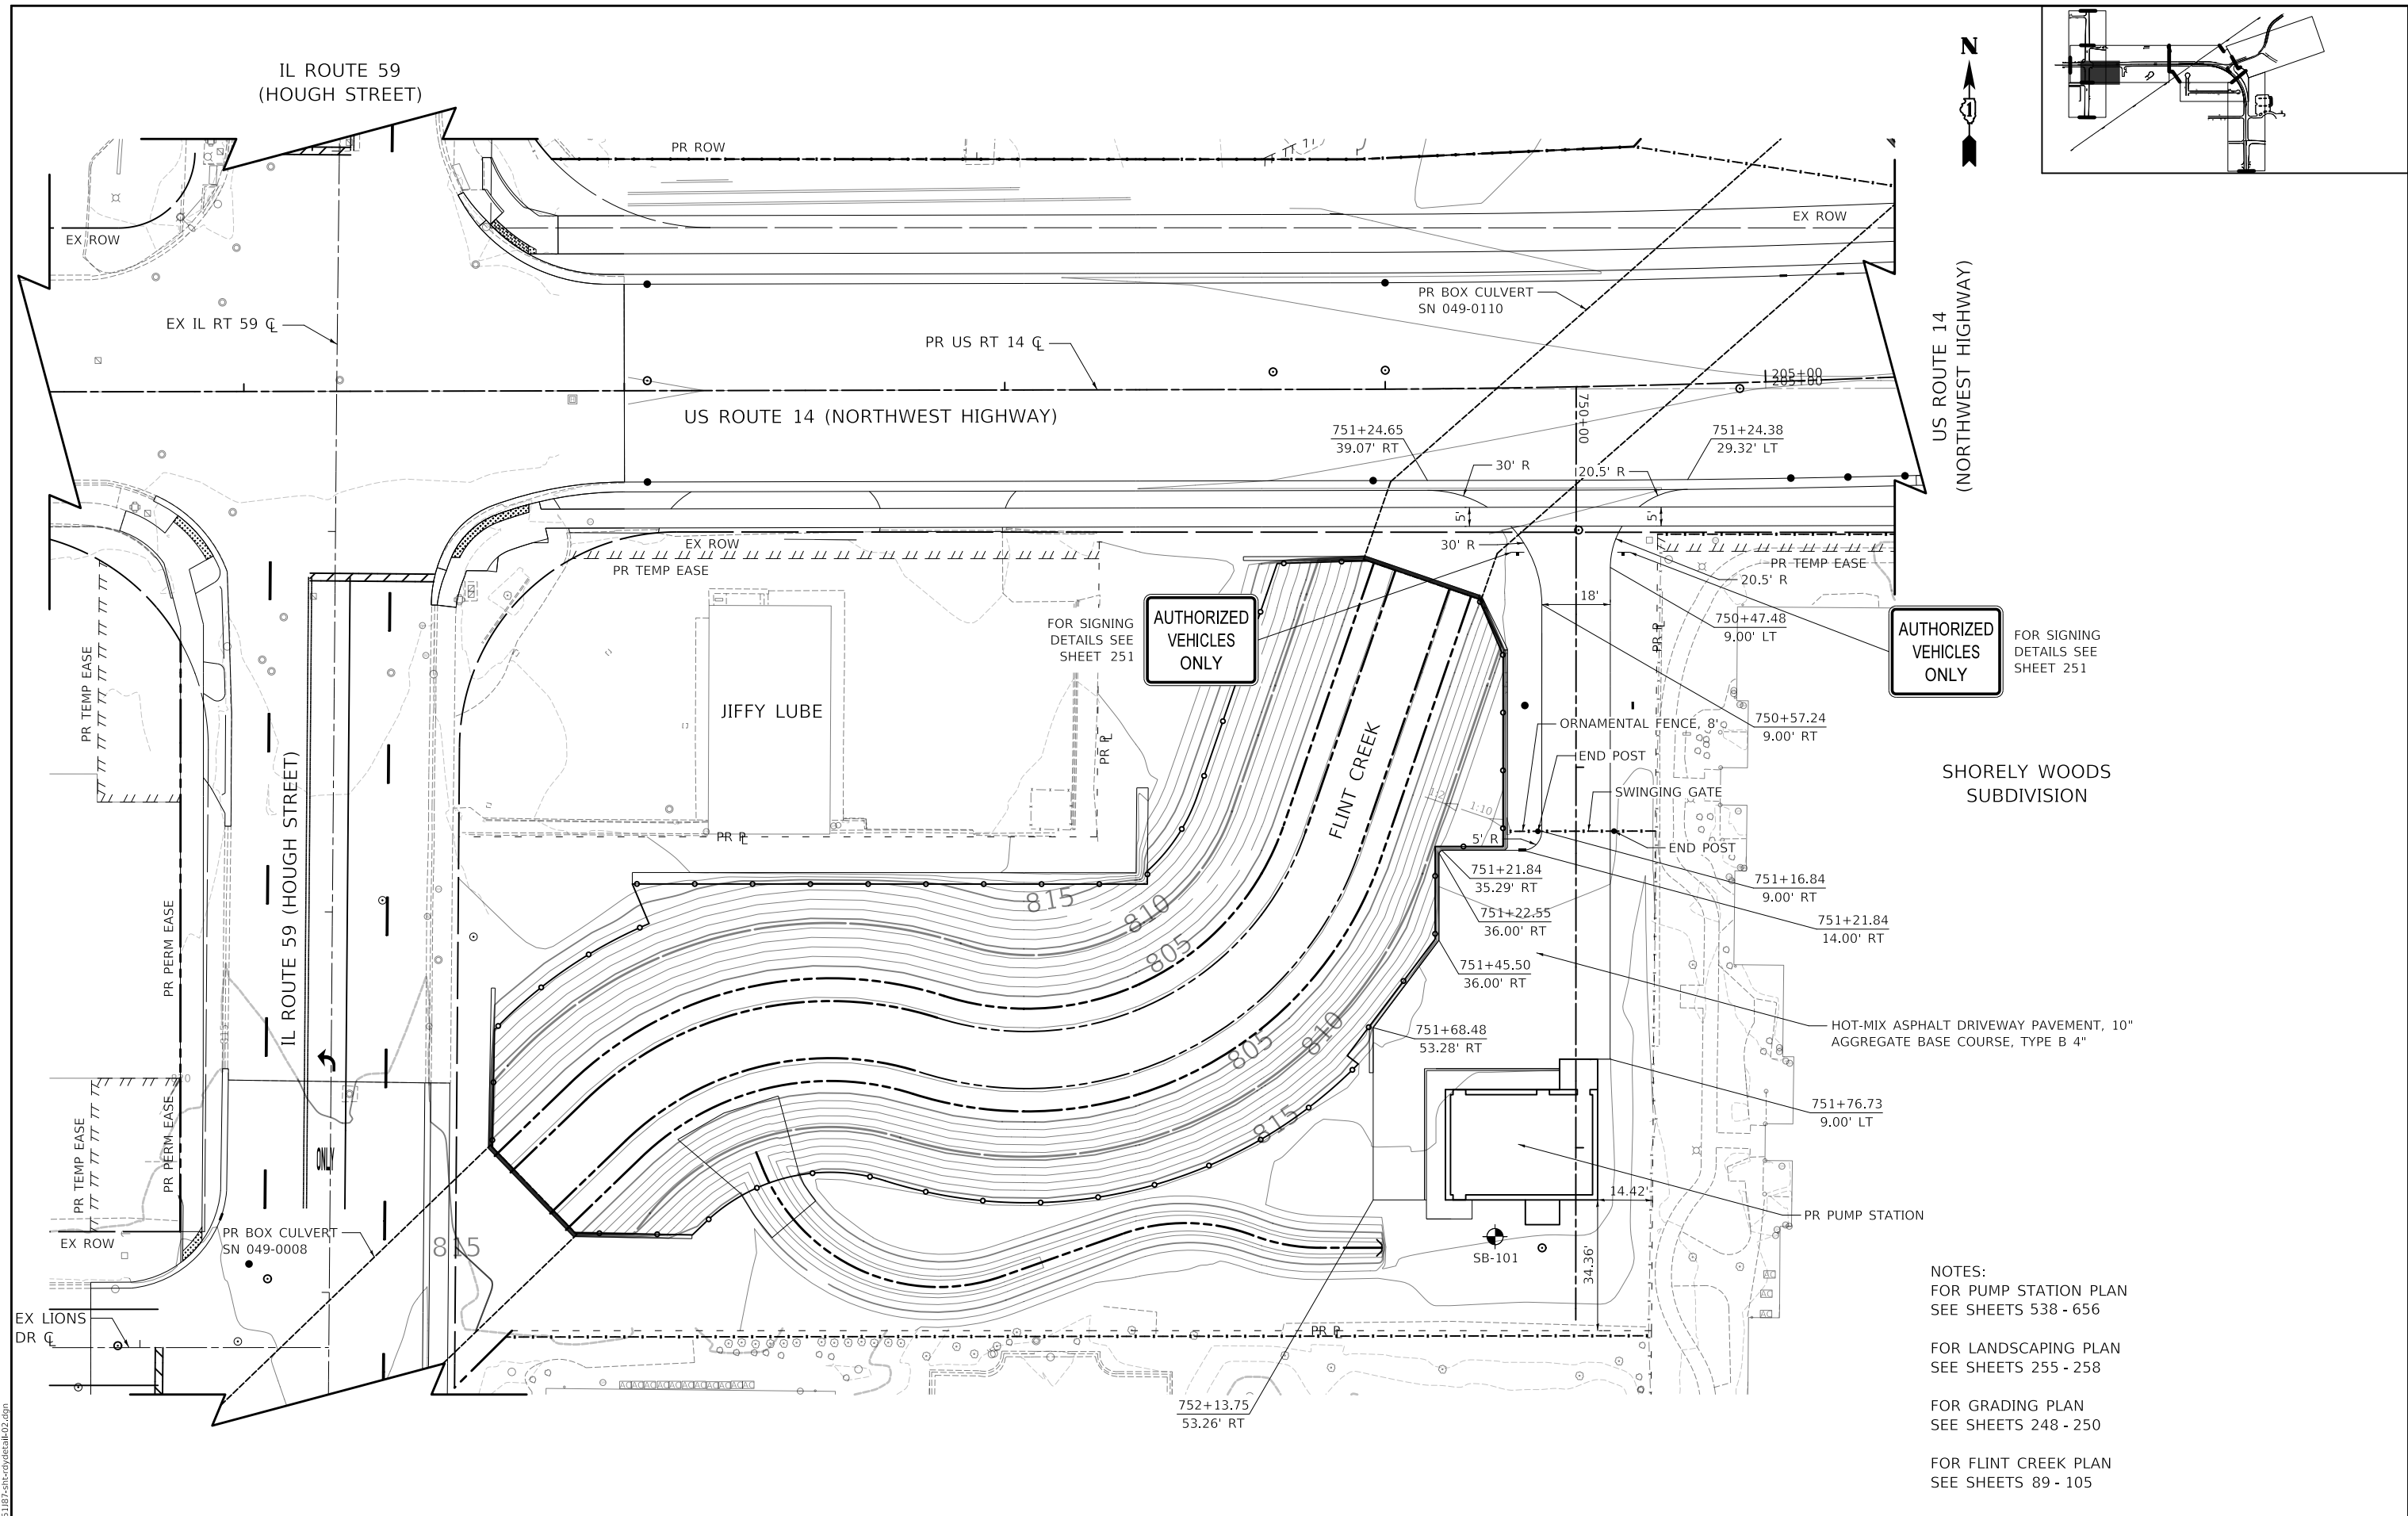 IL ROUTE 59
(HOUGH STREET)
N
1
PR ROW
EX ROW
EX ROW
PR BOX CULVERT
SN 049-0110
EX IL RT 59 ℄
PR US RT 14 ℄
US ROUTE 14
(NORTHWEST HIGHWAY)
205+00
205+00
US ROUTE 14 (NORTHWEST HIGHWAY)
750+00
751+24.65
39.07' RT
751+24.38
29.32' LT
30' R
20.5' R
5'
5'
EX ROW
30' R
PR TEMP EASE
PR TEMP EASE
20.5' R
18'
FOR SIGNING
DETAILS SEE
SHEET 251
AUTHORIZED
VEHICLES
ONLY
750+47.48
9.00' LT
AUTHORIZED
VEHICLES
ONLY
FOR SIGNING
DETAILS SEE
SHEET 251
PR ⅊
PR TEMP EASE
JIFFY LUBE
PR ⅊
FLINT CREEK
ORNAMENTAL FENCE, 8'
750+57.24
9.00' RT
END POST
SHORELY WOODS
SUBDIVISION
IL ROUTE 59 (HOUGH STREET)
SWINGING GATE
1:2
1:10
PR ⅊
5' R
END POST
751+21.84
35.29' RT
751+16.84
9.00' RT
815
810
805
751+22.55
36.00' RT
751+21.84
14.00' RT
PR PERM EASE
751+45.50
36.00' RT
HOT-MIX ASPHALT DRIVEWAY PAVEMENT, 10"
AGGREGATE BASE COURSE, TYPE B 4"
751+68.48
53.28' RT
805
810
815
751+76.73
9.00' LT
PR TEMP EASE
PR PERM EASE
ONLY
14.42'
PR PUMP STATION
PR BOX CULVERT
SN 049-0008
EX ROW
815
SB-101
34.36'
EX LIONS
DR ℄
PR ⅊
AC
AC
AC
ACACACACACACACACACACAC
752+13.75
53.26' RT
NOTES:
FOR PUMP STATION PLAN
SEE SHEETS 538 - 656
FOR LANDSCAPING PLAN
SEE SHEETS 255 - 258
FOR GRADING PLAN
SEE SHEETS 248 - 250
FOR FLINT CREEK PLAN
SEE SHEETS 89 - 105